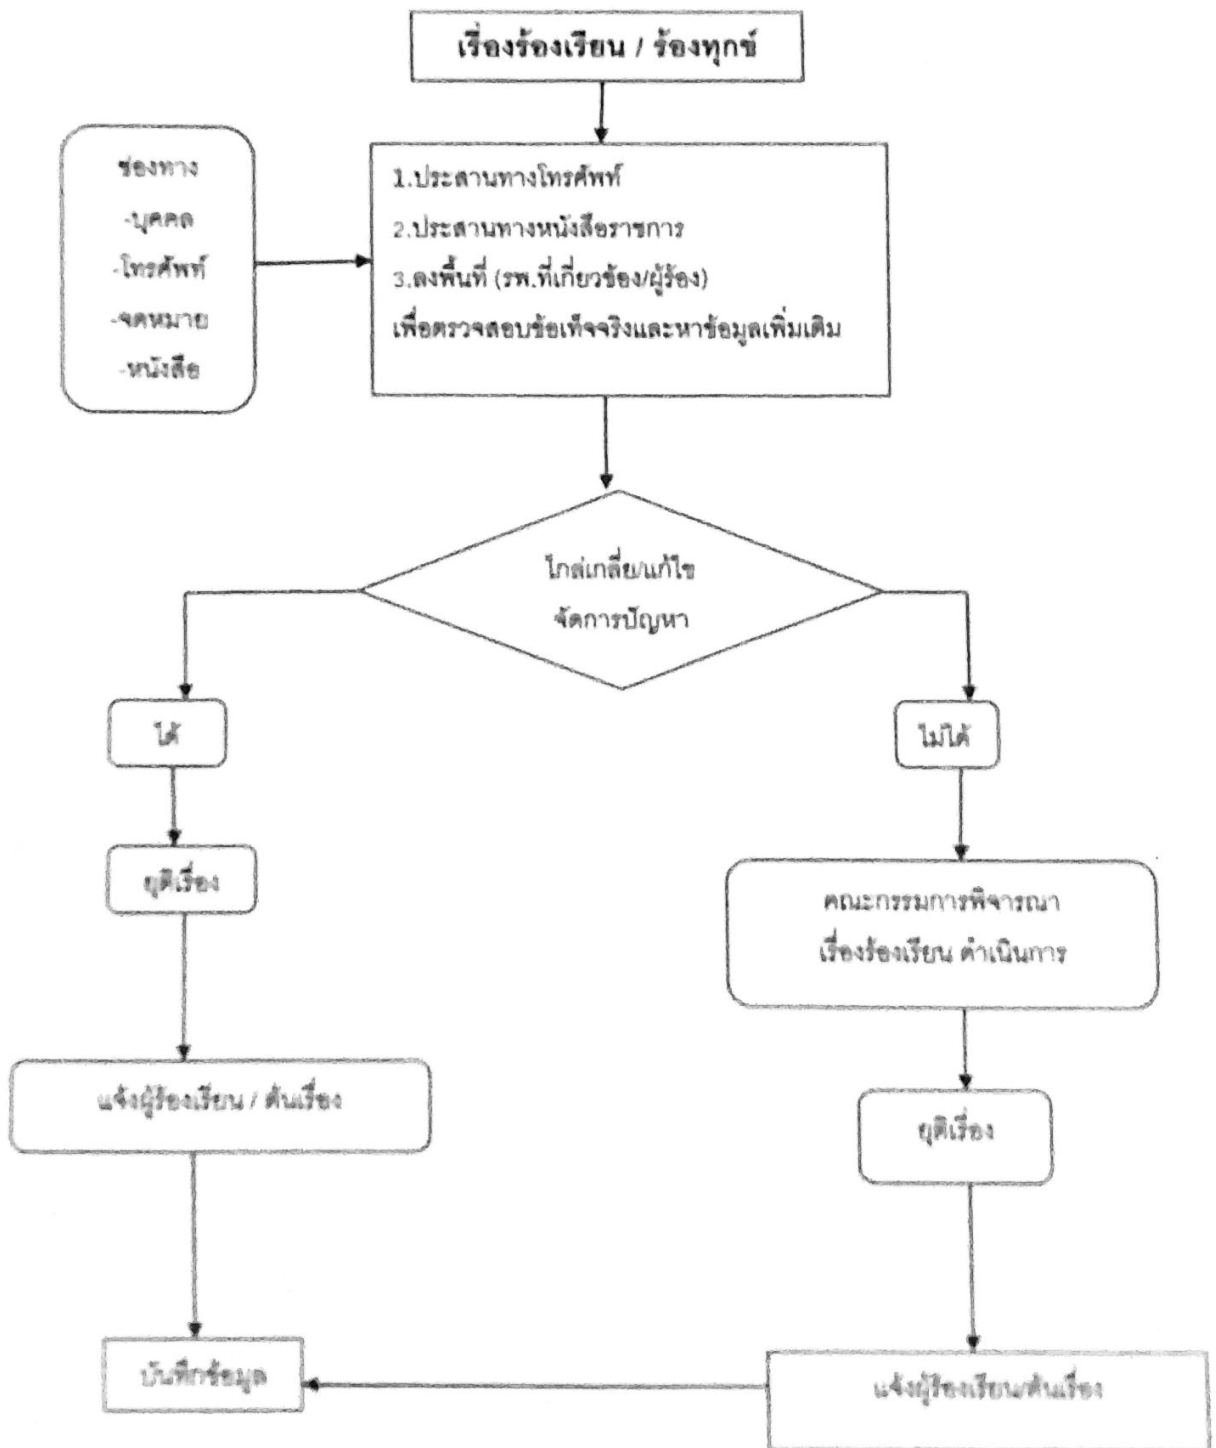 เรื่องร้องเรียน / ร้องทุกข์
ช่องทาง
-บุคคล
-โทรศัพท์
-จดหมาย
-หนังสือ
1.ประสานทางโทรศัพท์
2.ประสานทางหนังสือราชการ
3.ลงพื้นที่ (รพ.ที่เกี่ยวข้อง/ผู้ร้อง)
เพื่อตรวจสอบข้อเท็จจริงและหาข้อมูลเพิ่มเติม
ไกล่เกลี่ย/แก้ไข
จัดการปัญหา
ได้
ไม่ได้
ยุติเรื่อง
คณะกรรมการพิจารณา
เรื่องร้องเรียน ดำเนินการ
แจ้งผู้ร้องเรียน / ต้นเรื่อง
ยุติเรื่อง
บันทึกข้อมูล
แจ้งผู้ร้องเรียน/ต้นเรื่อง